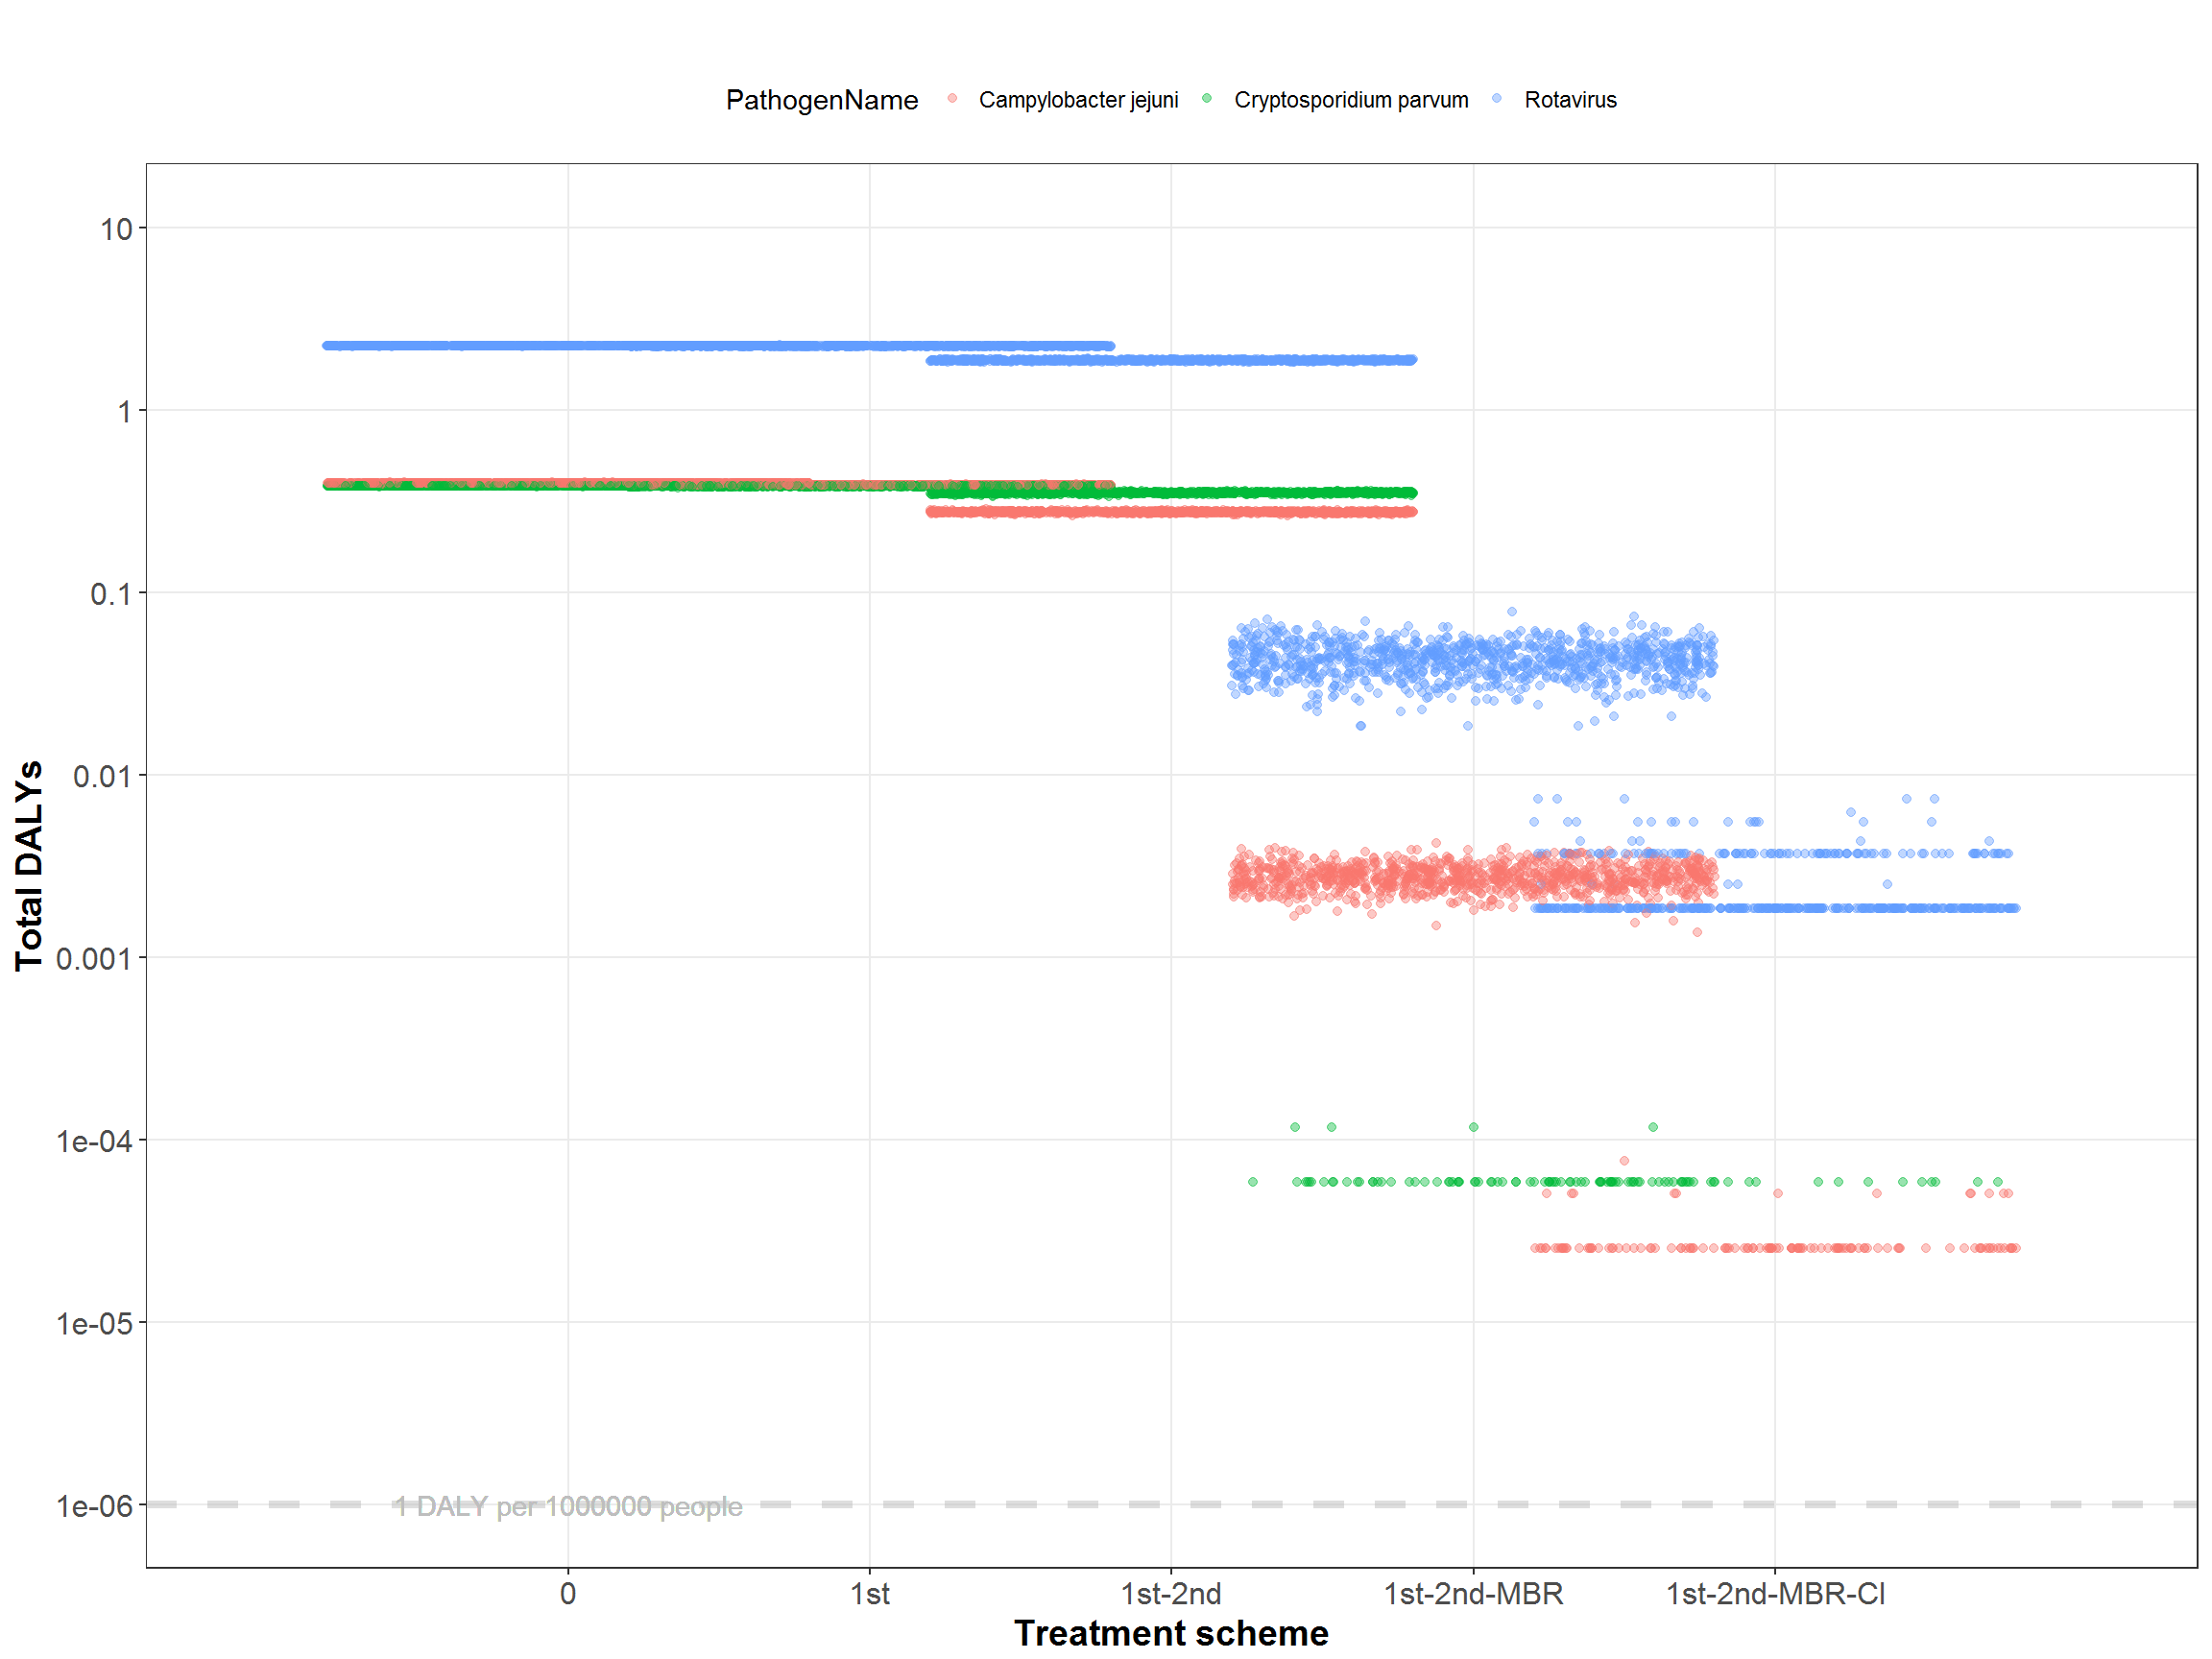 PathogenName Campylobacter jejuni Cryptosporidium parvum Rotavirus
10
1
0.1
0.01
0.001
1e-04
1e-05
1e-06
Total DALYs
1 DALY per 1000000 people
0 1st 1st-2nd 1st-2nd-MBR 1st-2nd-MBR-Cl
Treatment scheme